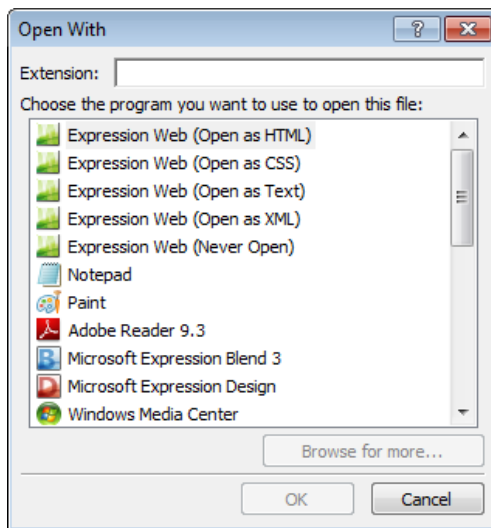 Open With
Extension:
Choose the program you want to use to open this file:
Expression Web (Open as HTML)
Expression Web (Open as CSS)
Expression Web (Open as Text)
Expression Web (Open as XML)
Expression Web (Never Open)
Notepad
Paint
Adobe Reader 9.3
Microsoft Expression Blend 3
Microsoft Expression Design
Windows Media Center
Browse for more...
OK Cancel